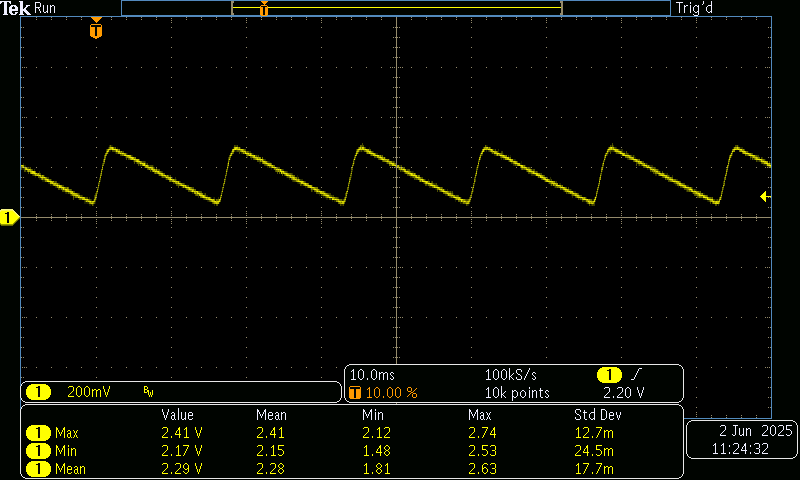 Tek Run Trig'd
T
T
1
10.0ms 100kS/s 1
1 200mV BW T 10.00 % 10k points 2.20 V
Value Mean Min Max Std Dev
1 Max 2.41 V 2.41 2.12 2.74 12.7m
1 Min 2.17 V 2.15 1.48 2.53 24.5m
1 Mean 2.29 V 2.28 1.81 2.63 17.7m
2 Jun 2025
11:24:32